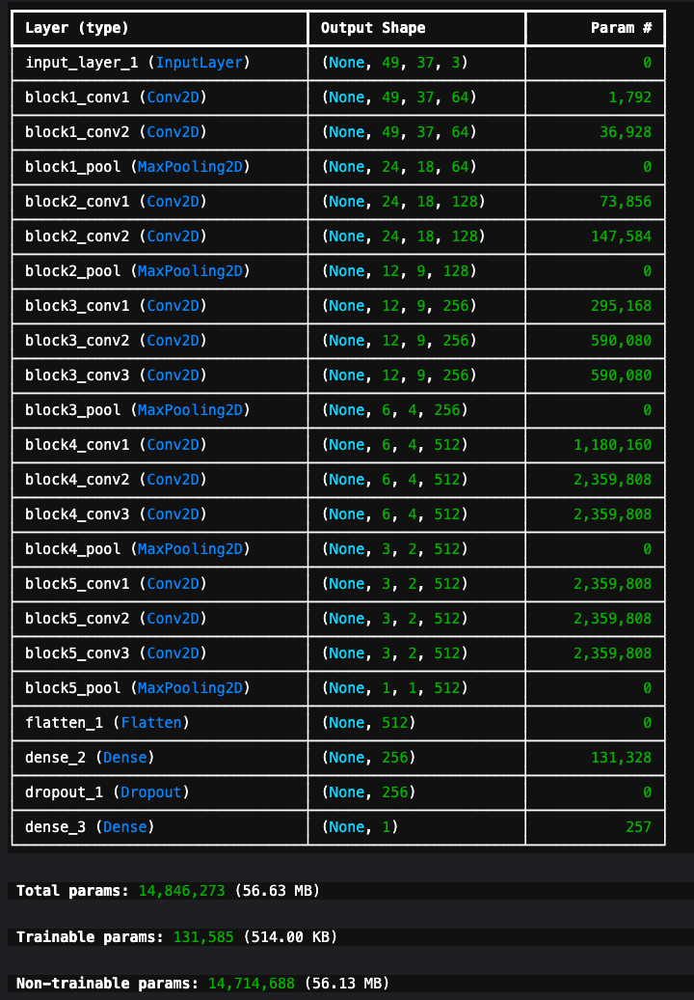 Layer (type) Output Shape Param #
input_layer_1 (InputLayer) (None, 49, 37, 3) 0
block1_conv1 (Conv2D) (None, 49, 37, 64) 1,792
block1_conv2 (Conv2D) (None, 49, 37, 64) 36,928
block1_pool (MaxPooling2D) (None, 24, 18, 64) 0
block2_conv1 (Conv2D) (None, 24, 18, 128) 73,856
block2_conv2 (Conv2D) (None, 24, 18, 128) 147,584
block2_pool (MaxPooling2D) (None, 12, 9, 128) 0
block3_conv1 (Conv2D) (None, 12, 9, 256) 295,168
block3_conv2 (Conv2D) (None, 12, 9, 256) 590,080
block3_conv3 (Conv2D) (None, 12, 9, 256) 590,080
block3_pool (MaxPooling2D) (None, 6, 4, 256) 0
block4_conv1 (Conv2D) (None, 6, 4, 512) 1,180,160
block4_conv2 (Conv2D) (None, 6, 4, 512) 2,359,808
block4_conv3 (Conv2D) (None, 6, 4, 512) 2,359,808
block4_pool (MaxPooling2D) (None, 3, 2, 512) 0
block5_conv1 (Conv2D) (None, 3, 2, 512) 2,359,808
block5_conv2 (Conv2D) (None, 3, 2, 512) 2,359,808
block5_conv3 (Conv2D) (None, 3, 2, 512) 2,359,808
block5_pool (MaxPooling2D) (None, 1, 1, 512) 0
flatten_1 (Flatten) (None, 512) 0
dense_2 (Dense) (None, 256) 131,328
dropout_1 (Dropout) (None, 256) 0
dense_3 (Dense) (None, 1) 257
Total params: 14,846,273 (56.63 MB)
Trainable params: 131,585 (514.00 KB)
Non-trainable params: 14,714,688 (56.13 MB)